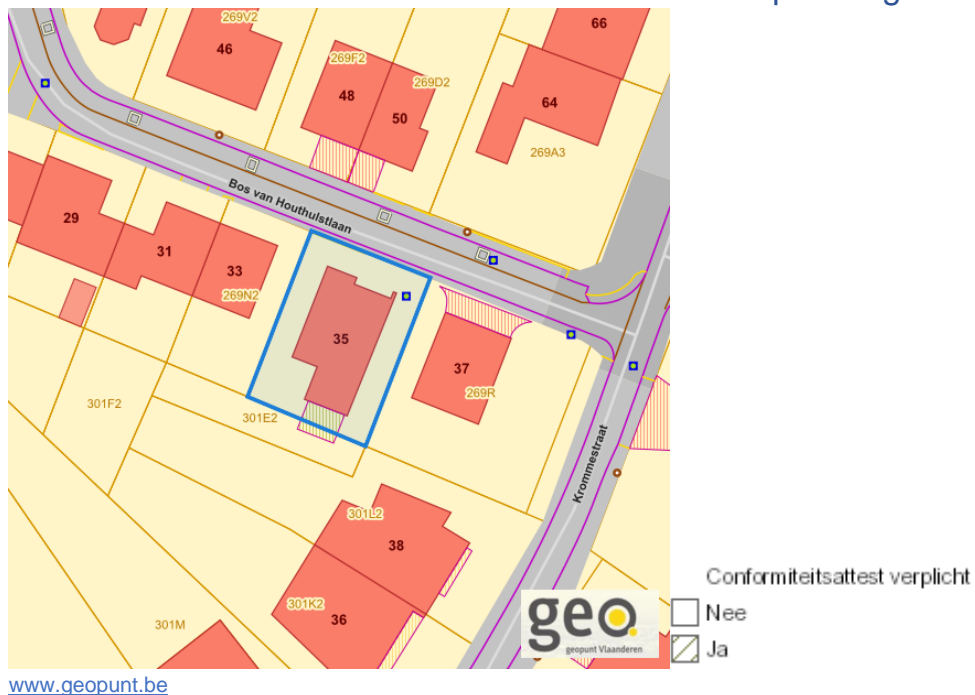 269V2
66
46
269F2
269D2
48
50
64
269A3
Bos van Houthulstlaan
29
31
33
269N2
35
37
269R
301F2
301E2
Krommestraat
301L2
38
301K2
36
301M
geo.
geopunt Vlaanderen
Conformiteitsattest verplicht
Nee
Ja
www.geopunt.be